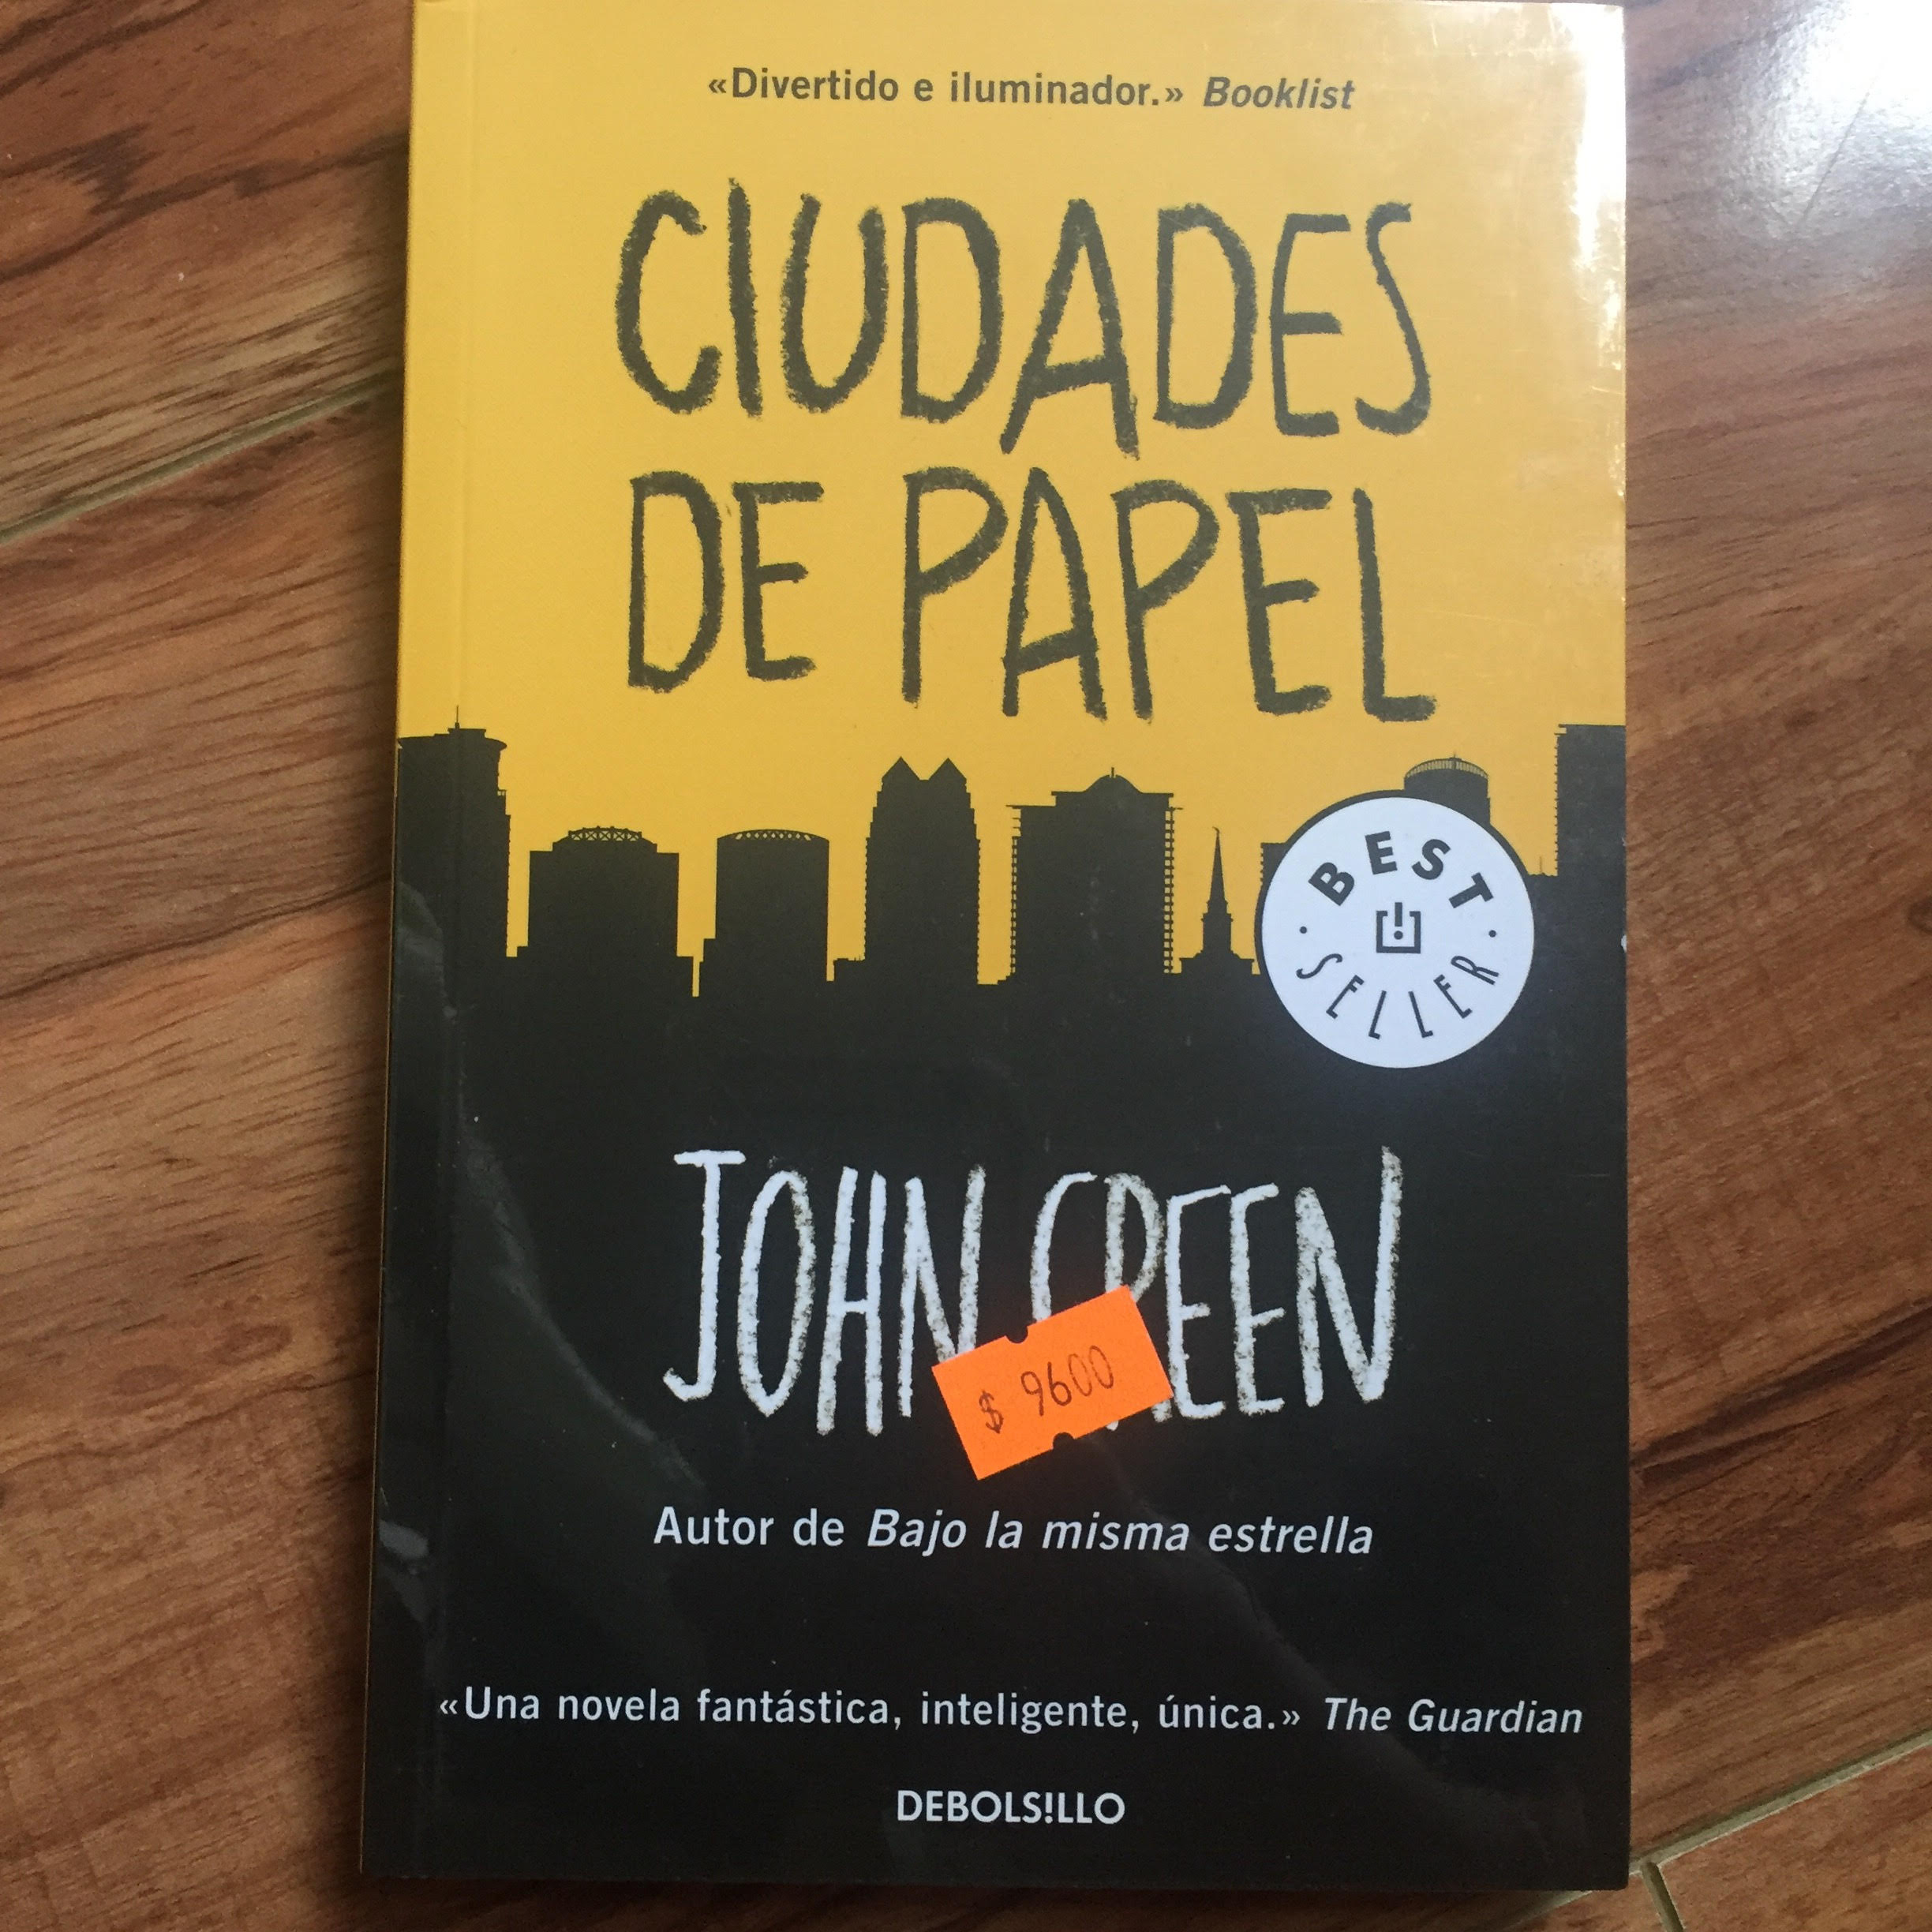 «Divertido e iluminador.» Booklist
CIUDADES
DE PAPEL
BEST
SELLER
JOHN GREEN
$ 9600
Autor de Bajo la misma estrella
«Una novela fantástica, inteligente, única.» The Guardian
DEBOLS!LLO